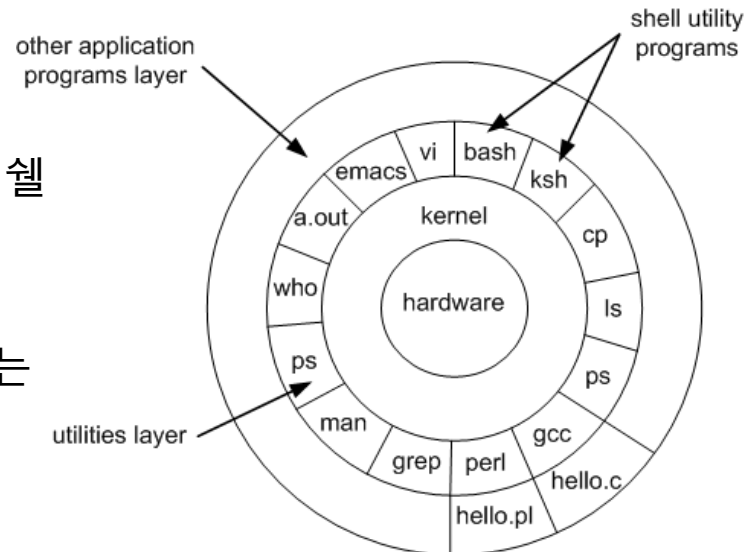 shell utility
programs
other application
programs layer
쉘
는
utilities layer
vi
bash
emacs
ksh
a.out
kernel
cp
who
hardware
ls
ps
ps
man
gcc
grep
perl
hello.c
hello.pl